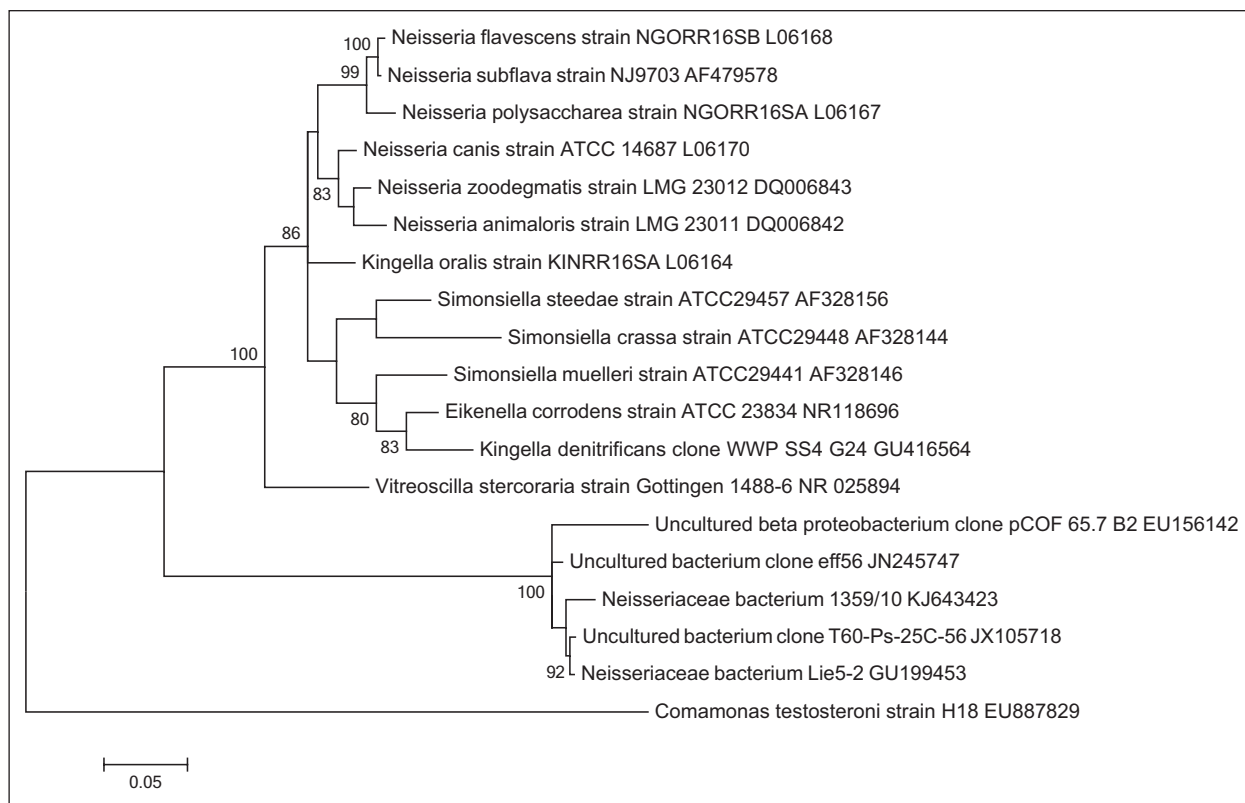 100
Neisseria flavescens strain NGORR16SB L06168
99
Neisseria subflava strain NJ9703 AF479578
Neisseria polysaccharea strain NGORR16SA L06167
Neisseria canis strain ATCC 14687 L06170
83
Neisseria zoodegmatis strain LMG 23012 DQ006843
Neisseria animaloris strain LMG 23011 DQ006842
86
Kingella oralis strain KINRR16SA L06164
Simonsiella steedae strain ATCC29457 AF328156
Simonsiella crassa strain ATCC29448 AF328144
100
Simonsiella muelleri strain ATCC29441 AF328146
80
Eikenella corrodens strain ATCC 23834 NR118696
83
Kingella denitrificans clone WWP SS4 G24 GU416564
Vitreoscilla stercoraria strain Gottingen 1488-6 NR 025894
Uncultured beta proteobacterium clone pCOF 65.7 B2 EU156142
Uncultured bacterium clone eff56 JN245747
100
Neisseriaceae bacterium 1359/10 KJ643423
Uncultured bacterium clone T60-Ps-25C-56 JX105718
92
Neisseriaceae bacterium Lie5-2 GU199453
Comamonas testosteroni strain H18 EU887829
0.05